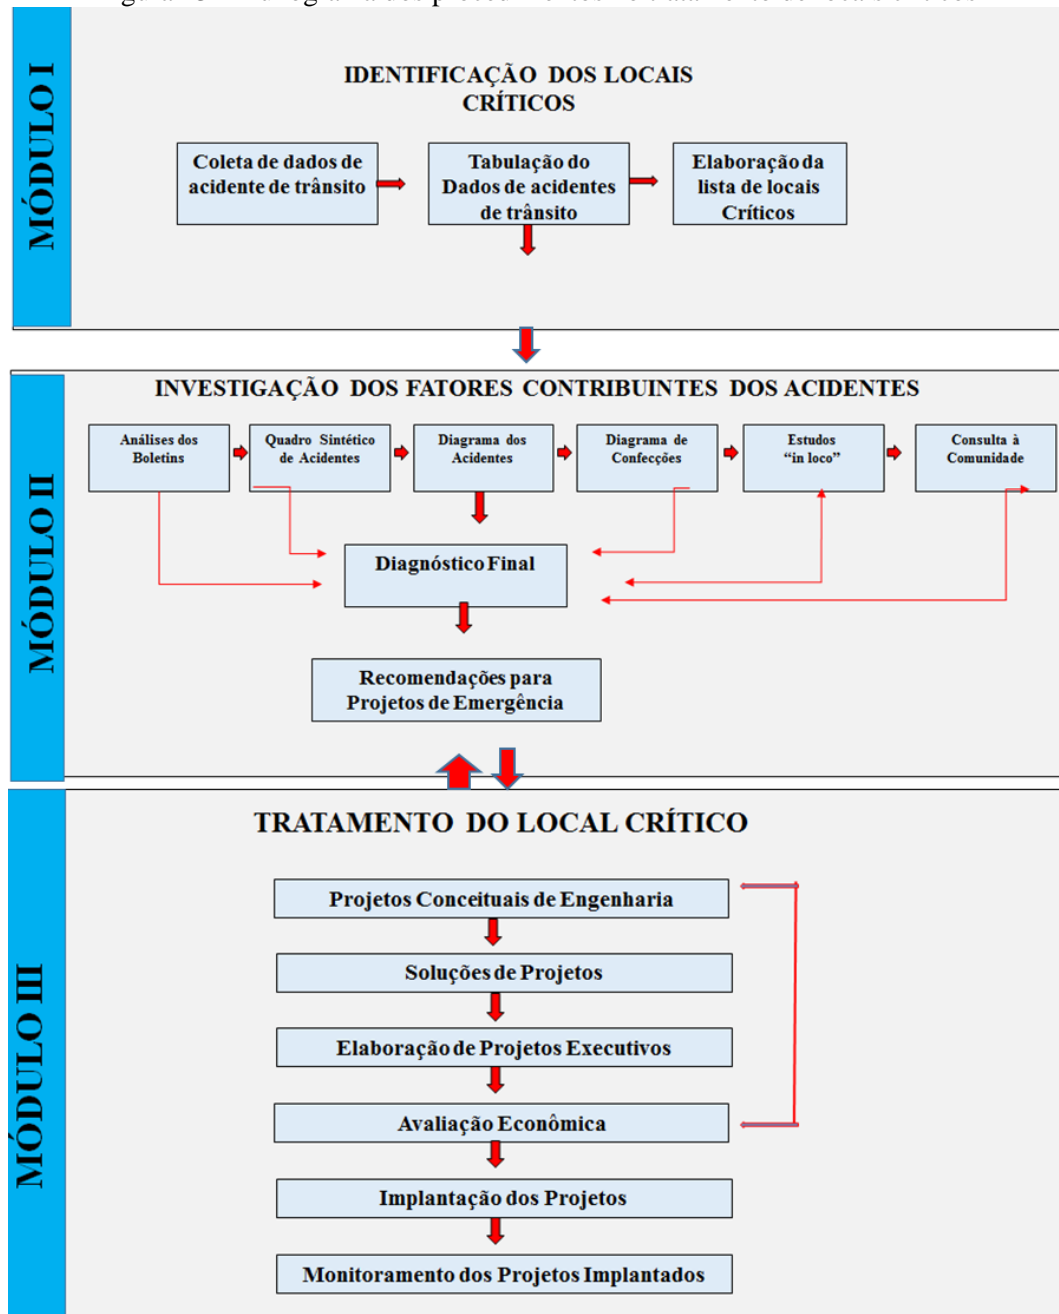 MÓDULO I
IDENTIFICAÇÃO DOS LOCAIS
CRÍTICOS
Coleta de dados de
acidente de trânsito
Tabulação do
Dados de acidentes
de trânsito
Elaboração da
lista de locais
Críticos
MÓDULO II
INVESTIGAÇÃO DOS FATORES CONTRIBUINTES DOS ACIDENTES
Análises dos
Boletins
Quadro Sintético
de Acidentes
Diagrama dos
Acidentes
Diagrama de
Confecções
Estudos
“in loco”
Consulta à
Comunidade
Diagnóstico Final
Recomendações para
Projetos de Emergência
MÓDULO III
TRATAMENTO DO LOCAL CRÍTICO
Projetos Conceituais de Engenharia
Soluções de Projetos
Elaboração de Projetos Executivos
Avaliação Econômica
Implantação dos Projetos
Monitoramento dos Projetos Implantados